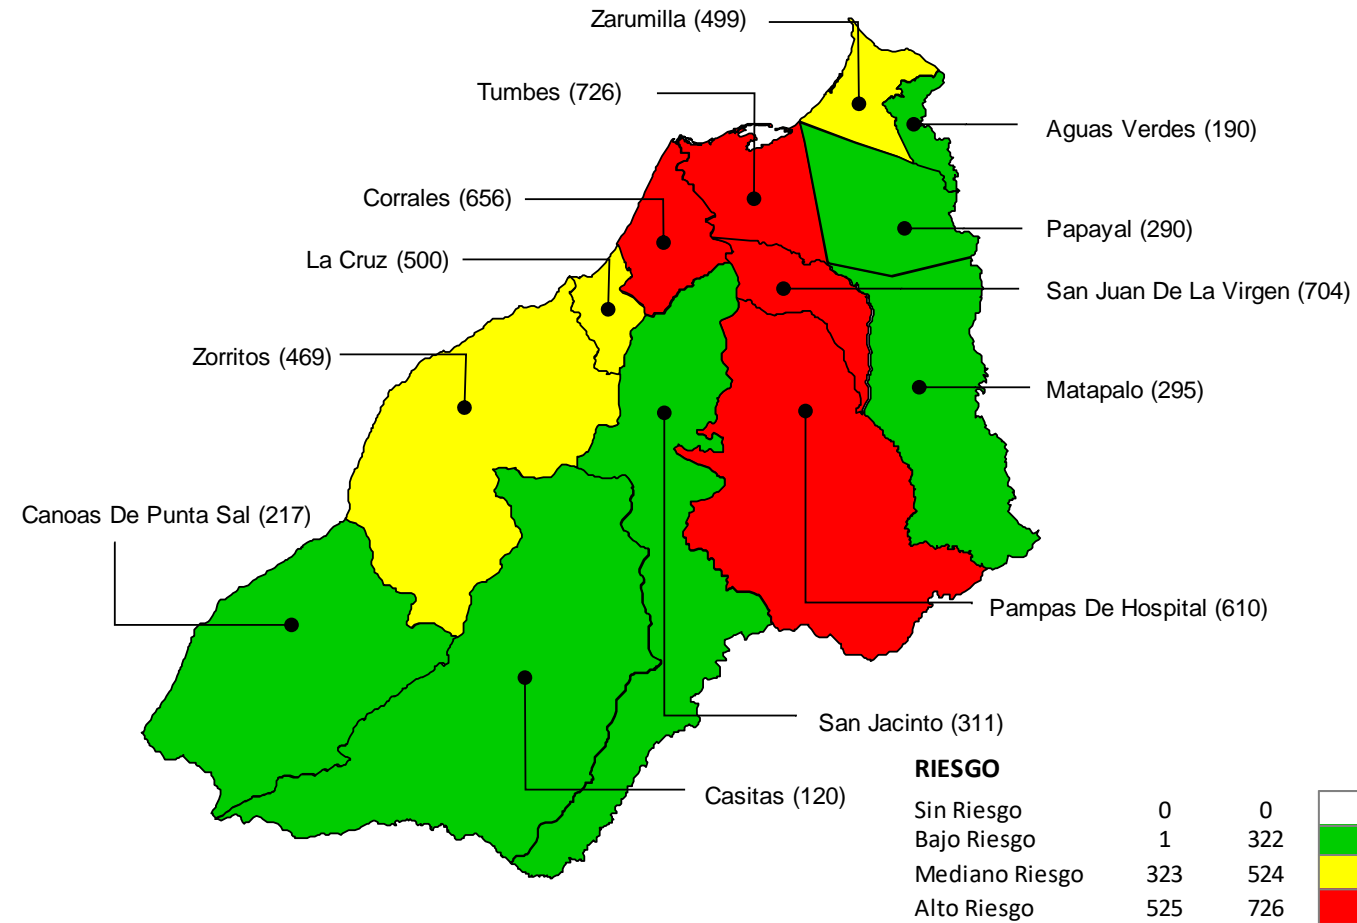 Zarumilla (499)
Tumbes (726)
Aguas Verdes (190)
Corrales (656)
Papayal (290)
La Cruz (500)
San Juan De La Virgen (704)
Zorritos (469)
Matapalo (295)
Canoas De Punta Sal (217)
Pampas De Hospital (610)
San Jacinto (311)
Casitas (120)
RIESGO
Sin Riesgo 0 0
Bajo Riesgo 1 322
Mediano Riesgo 323 524
Alto Riesgo 525 726